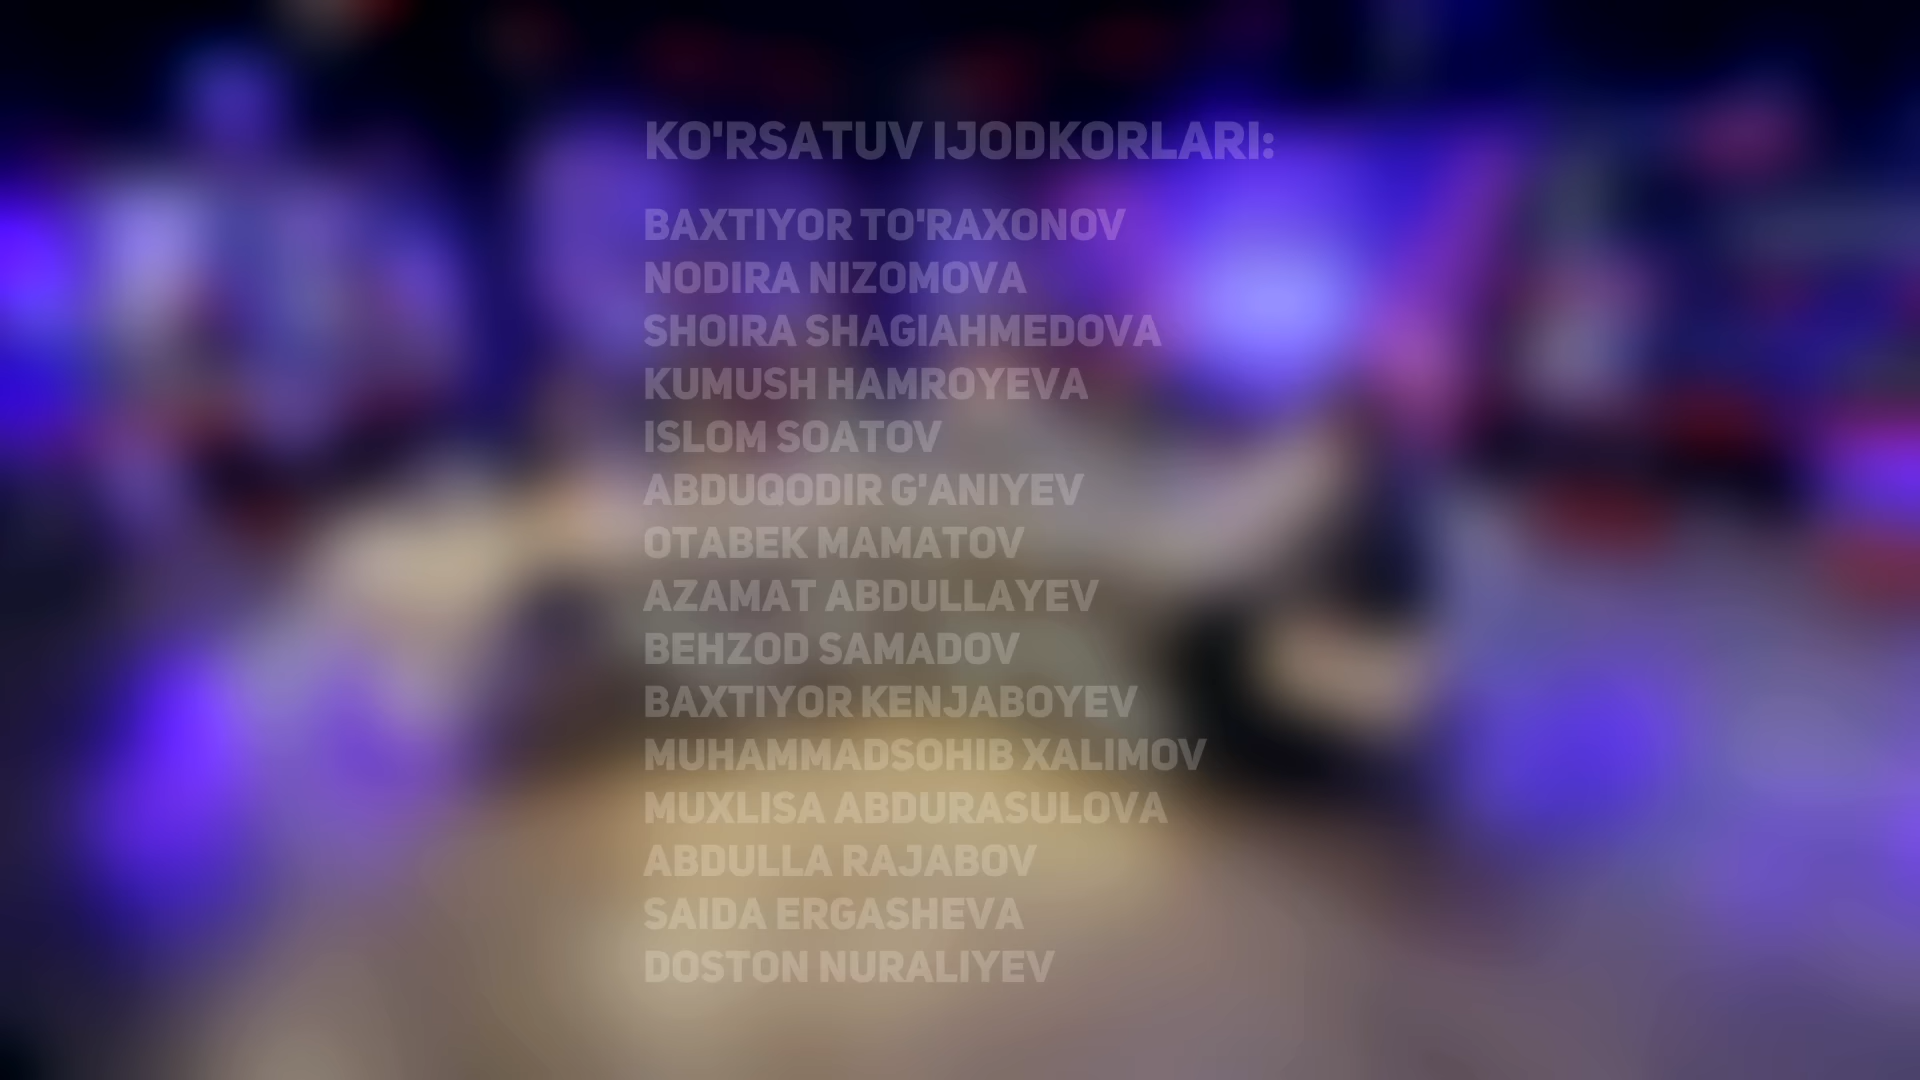 KO'RSATUV IJODKORLARI:
BAXTIYOR TO'RAXONOV
NODIRA NIZOMOVA
SHOIRA SHAGIAHMEDOVA
KUMUSH HAMROYEVA
ISLOM SOATOV
ABDUQODIR G'ANIYEV
OTABEK MAMATOV
AZAMAT ABDULLAYEV
BEHZOD SAMADOV
BAXTIYOR KENJABOYEV
MUHAMMADSOHIB XALIMOV
MUXLISA ABDURASULOVA
ABDULLA RAJABOV
SAIDA ERGASHEVA
DOSTON NURALIYEV